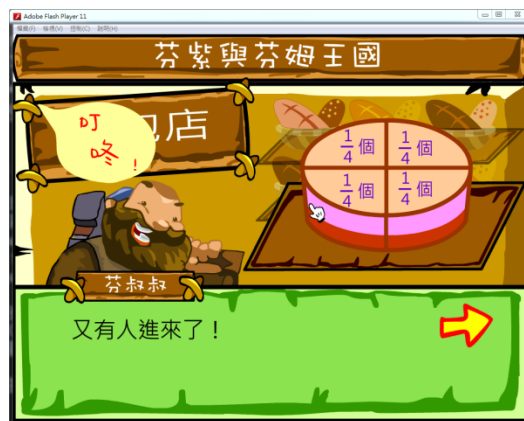 Adobe Flash Player 11
檔案(F) 檢視(V) 控制(C) 說明(H)
芬紫與芬姆王國
叮
咚!
店
1/4個 1/4個
1/4個 1/4個
芬叔叔
又有人進來了!